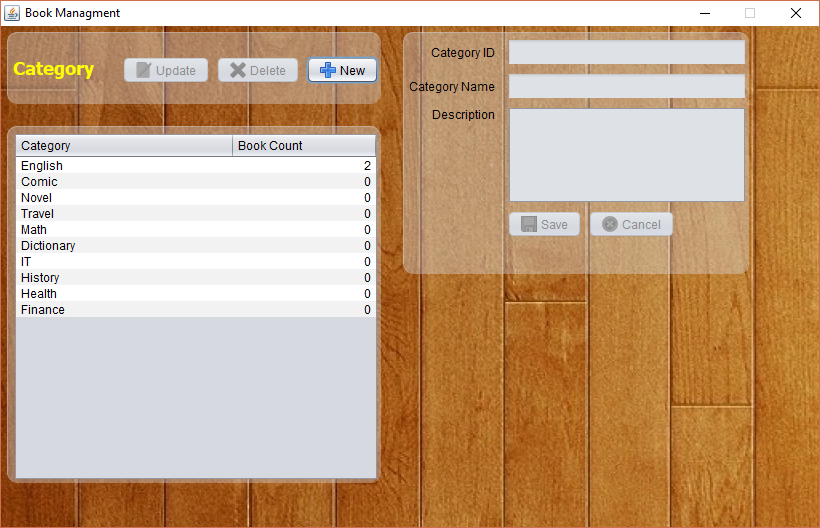 Book Managment
Category
Update
Delete
New
Category Book Count
English 2
Comic 0
Novel 0
Travel 0
Math 0
Dictionary 0
IT 0
History 0
Health 0
Finance 0
Category ID
Category Name
Description
Save
Cancel